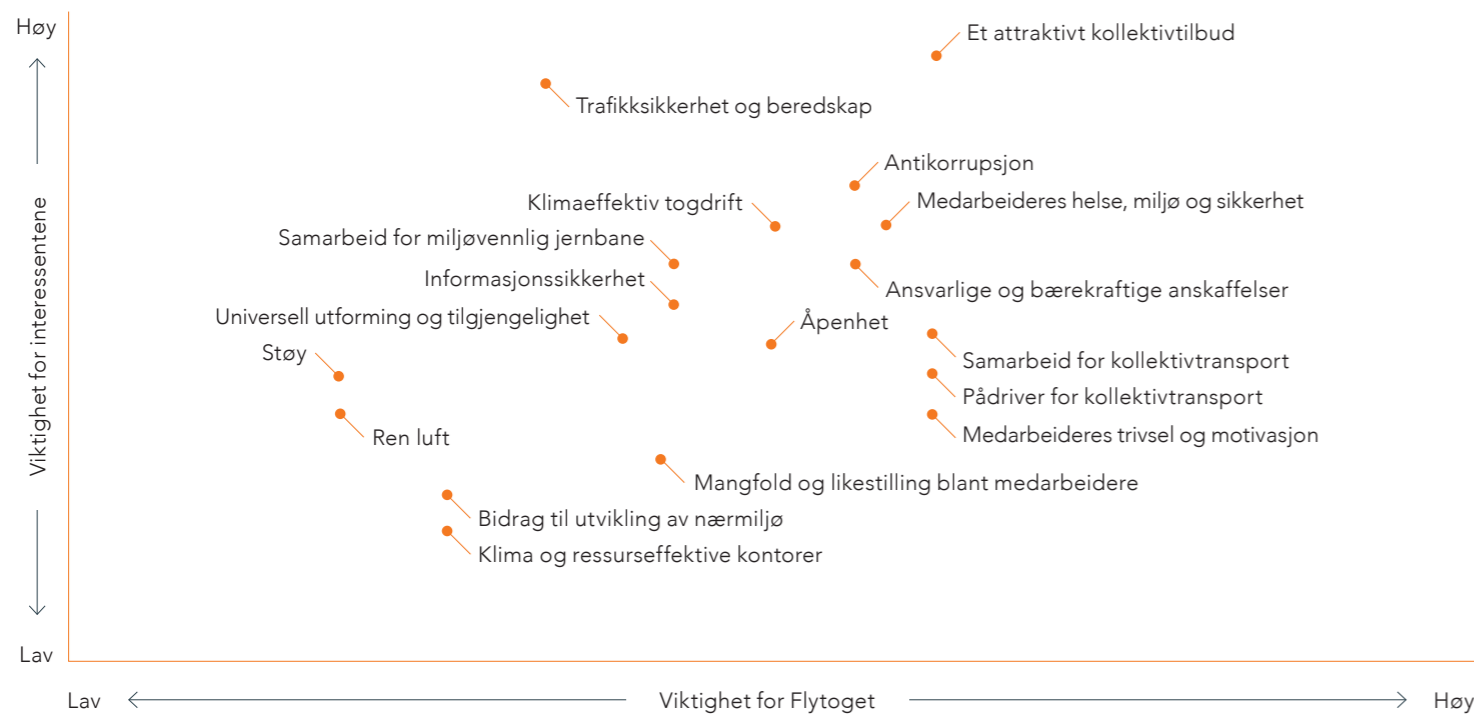 Høy
Et attraktivt kollektivtilbud
Trafikksikkerhet og beredskap
Antikorrupsjon
Klimaeffektiv togdrift
Medarbeideres helse, miljø og sikkerhet
Samarbeid for miljøvennlig jernbane
Informasjonssikkerhet
Ansvarlige og bærekraftige anskaffelser
Universell utforming og tilgjengelighet
Åpenhet
Støy
Samarbeid for kollektivtransport
Pådriver for kollektivtransport
Ren luft
Medarbeideres trivsel og motivasjon
Mangfold og likestilling blant medarbeidere
Bidrag til utvikling av nærmiljø
Klima og ressurseffektive kontorer
Viktighet for interessentene
Lav
Lav
Viktighet for Flytoget
Høy